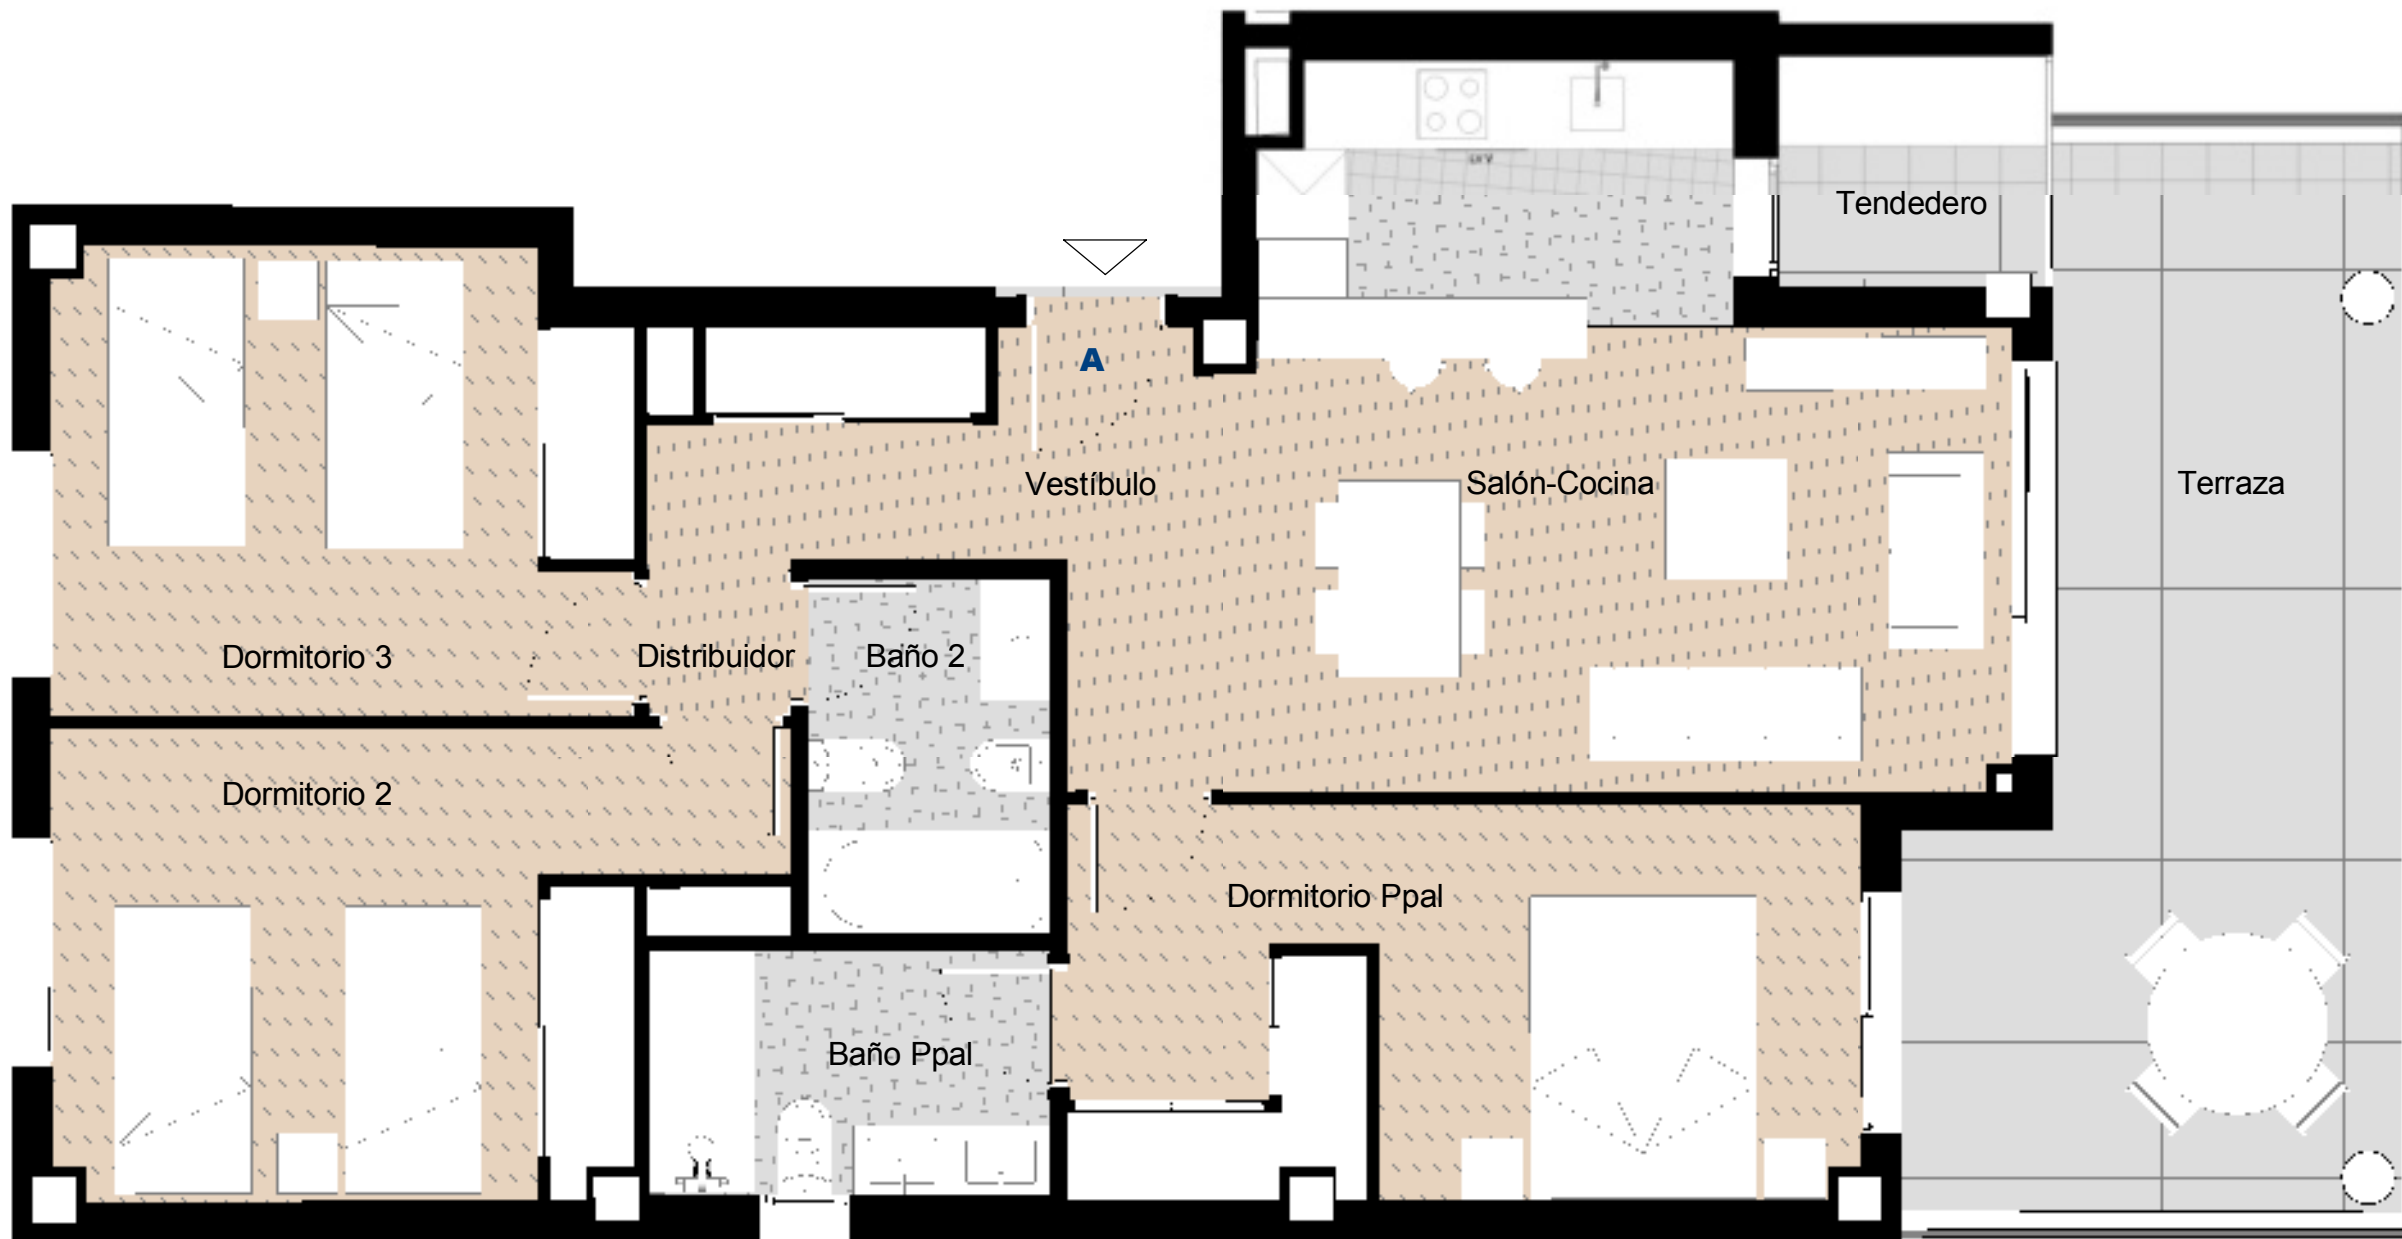 Tendedero
A
Vestíbulo
Salón-Cocina
Terraza
Dormitorio 3
Distribuidor
Baño 2
Dormitorio 2
Dormitorio Ppal
Baño Ppal